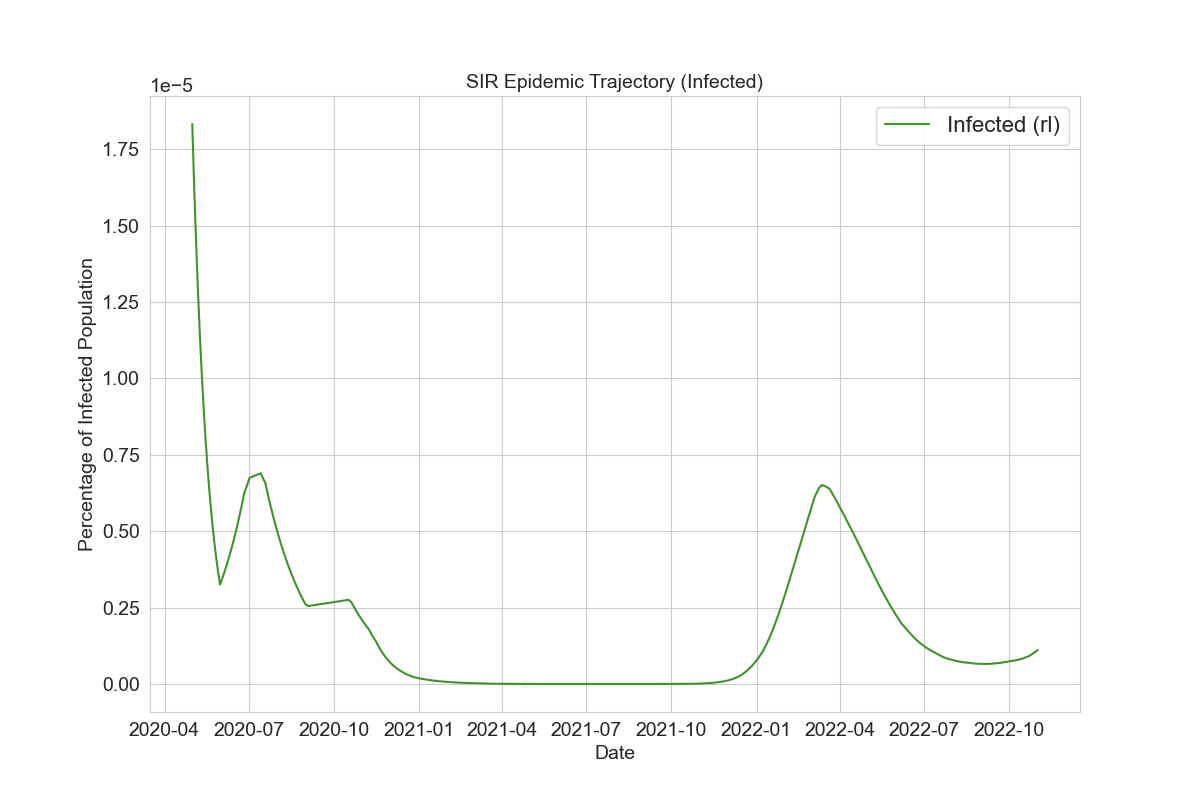 SIR Epidemic Trajectory (Infected)
1e−5
Infected (rl)
1.75
1.50
1.25
1.00
0.75
0.50
0.25
0.00
Percentage of Infected Population
2020-04 2020-07 2020-10 2021-01 2021-04 2021-07 2021-10 2022-01 2022-04 2022-07 2022-10
Date